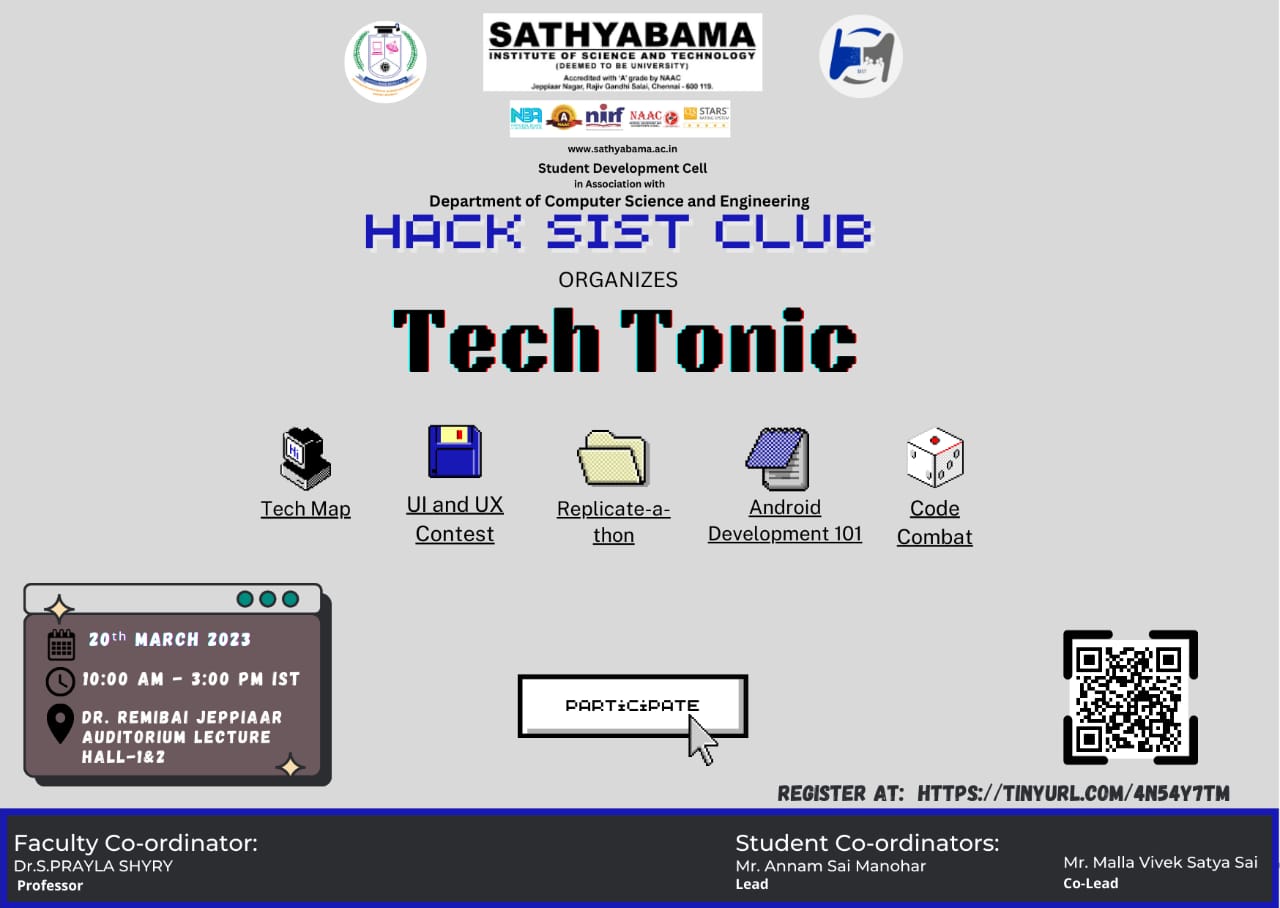 SATHYABAMA
INSTITUTE OF SCIENCE AND TECHNOLOGY
(DEEMED TO BE UNIVERSITY)
Accredited with 'A' grade by NAAC
Jeppiaar Nagar, Rajiv Gandhi Salai, Chennai - 600 119.
NBA A NAAC nirf NAAC STARS
www.sathyabama.ac.in
Student Development Cell
in Association with
Department of Computer Science and Engineering
HACK SIST CLUB
ORGANIZES
Tech Tonic
Hi
Tech Map
UI and UX
Contest
Replicate-a-
thon
Android
Development 101
Code
Combat
20th MARCH 2023
10:00 AM - 3:00 PM IST
DR. REMIBAI JEPPIAAR
AUDITORIUM LECTURE
HALL-1&2
PARTiCiPATE
REGISTER AT: HTTPS://TINYURL.COM/4N54Y7TM
Faculty Co-ordinator:
Dr.S.PRAYLA SHYRY
Professor
Student Co-ordinators:
Mr. Annam Sai Manohar
Lead
Mr. Malla Vivek Satya Sai
Co-Lead